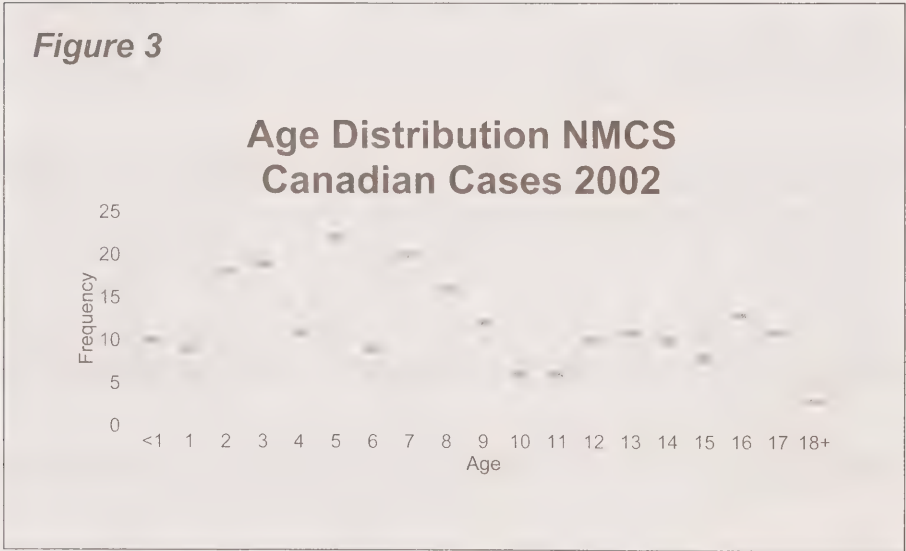 Figure 3
Age Distribution NMCS
Canadian Cases 2002
25
20
15
10
5
0
Frequency
<1 1 2 3 4 5 6 7 8 9 10 11 12 13 14 15 16 17 18+
Age